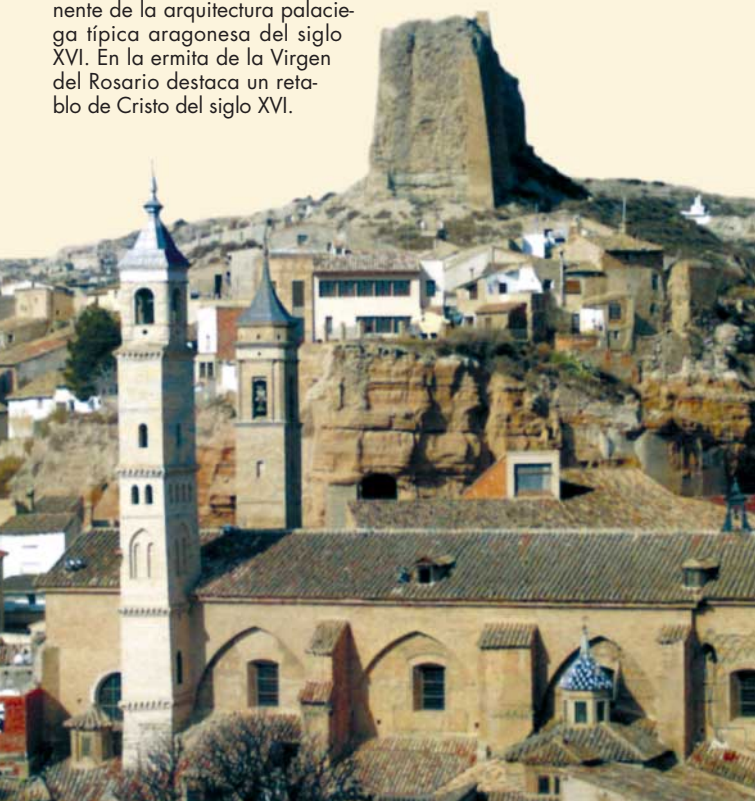 nente de la arquitectura palacie-
ga típica aragonesa del siglo
XVI. En la ermita de la Virgen
del Rosario destaca un reta-
blo de Cristo del siglo XVI.